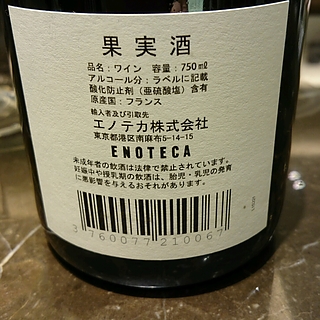 果実酒
品名：ワイン 容量：750㎖
アルコール分：ラベルに記載
酸化防止剤（亜硫酸塩）含有
原産国：フランス
輸入者及び引取先
エノテカ株式会社
東京都港区南麻布5-14-15
ENOTECA
未成年者の飲酒は法律で禁止されています。
妊娠中や授乳期の飲酒は、胎児・乳児の発育
に悪影響を与えるおそれがあります。
3 760077 210067